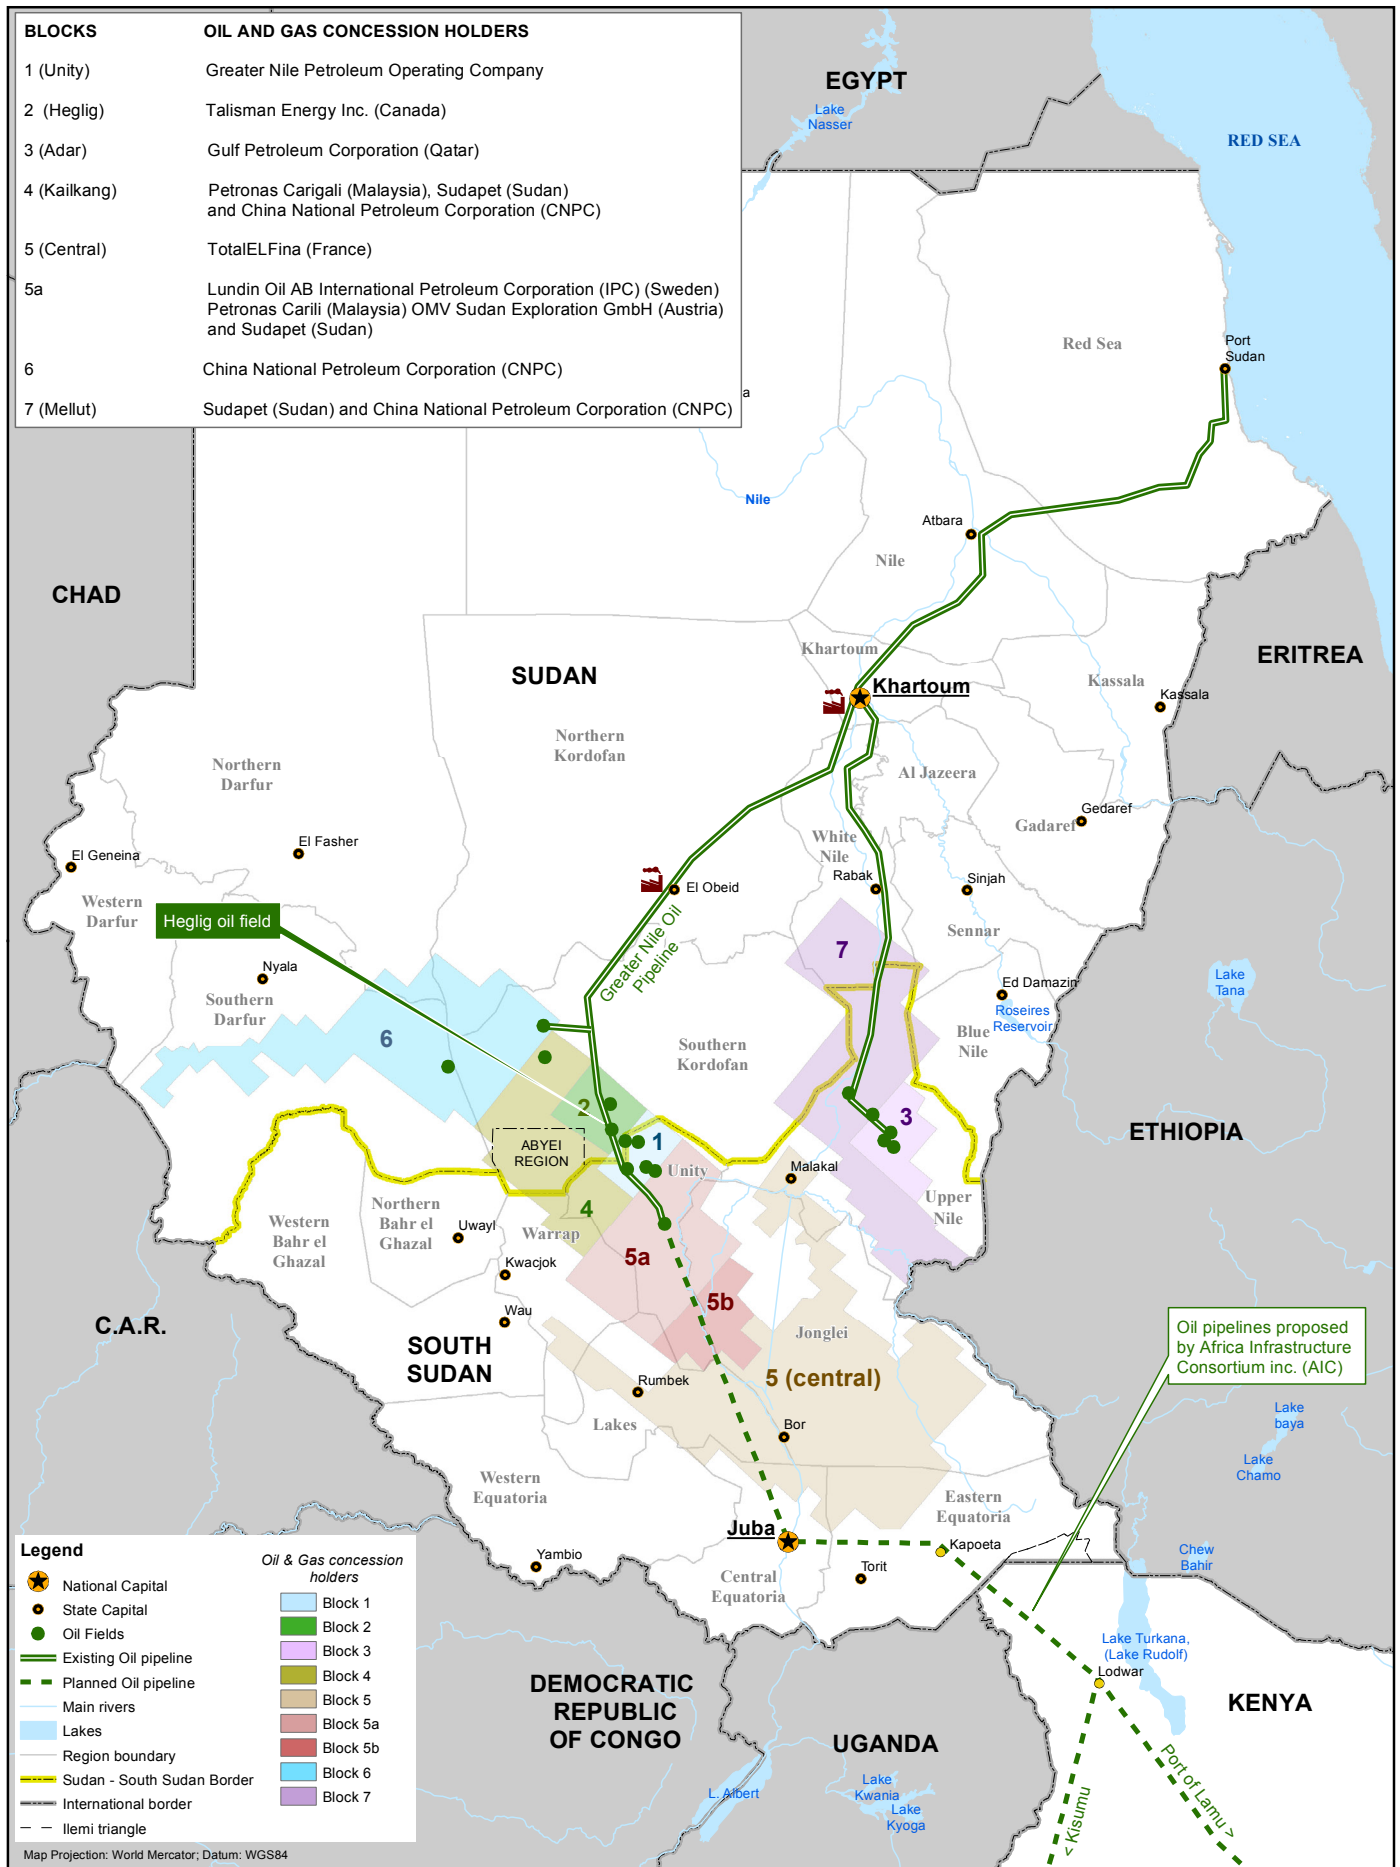 BLOCKS OIL AND GAS CONCESSION HOLDERS
1 (Unity) Greater Nile Petroleum Operating Company
2 (Heglig) Talisman Energy Inc. (Canada)
3 (Adar) Gulf Petroleum Corporation (Qatar)
4 (Kailkang) Petronas Carigali (Malaysia), Sudapet (Sudan)
and China National Petroleum Corporation (CNPC)
5 (Central) TotalELFina (France)
5a Lundin Oil AB International Petroleum Corporation (IPC) (Sweden)
Petronas Carili (Malaysia) OMV Sudan Exploration GmbH (Austria)
and Sudapet (Sudan)
6 China National Petroleum Corporation (CNPC)
7 (Mellut) Sudapet (Sudan) and China National Petroleum Corporation (CNPC)
a
EGYPT
Lake
Nasser
RED SEA
Red Sea
Port
Sudan
Nile
Atbara
Nile
CHAD
SUDAN
Khartoum
Khartoum
ERITREA
Kassala
Kassala
Northern
Kordofan
Northern
Darfur
Al Jazeera
Gedaref
Gadaref
White
Nile
El Geneina
El Fasher
El Obeid
Rabak
Sinjah
Western
Darfur
Heglig oil field
Greater Nile Oil
Pipeline
Sennar
7
Nyala
Southern
Darfur
Ed Damazin
Roseires
Reservoir
Lake
Tana
Blue
Nile
6
Southern
Kordofan
2
3
1
ABYEI
REGION
ETHIOPIA
Unity
Malakal
Upper
Nile
Northern
Bahr el
Ghazal
Western
Bahr el
Ghazal
Uwayl
Warrap
4
5a
Kwacjok
5b
Wau
C.A.R.
SOUTH
SUDAN
Jonglei
Oil pipelines proposed
by Africa Infrastructure
Consortium inc. (AIC)
5 (central)
Rumbek
Lakes
Bor
Lake
baya
Lake
Chamo
Western
Equatoria
Eastern
Equatoria
Juba
Kapoeta
Chew
Bahir
Yambio
Torit
Central
Equatoria
Lake Turkana,
(Lake Rudolf)
Lodwar
DEMOCRATIC
REPUBLIC
OF CONGO
KENYA
UGANDA
L. Albert
Lake
Kwania
Lake
Kyoga
< Kisumu
Port of Lamu >
Legend
National Capital
State Capital
Oil Fields
Existing Oil pipeline
Planned Oil pipeline
Main rivers
Lakes
Region boundary
Sudan - South Sudan Border
International border
Ilemi triangle
Oil & Gas concession
holders
Block 1
Block 2
Block 3
Block 4
Block 5
Block 5a
Block 5b
Block 6
Block 7
Map Projection: World Mercator; Datum: WGS84